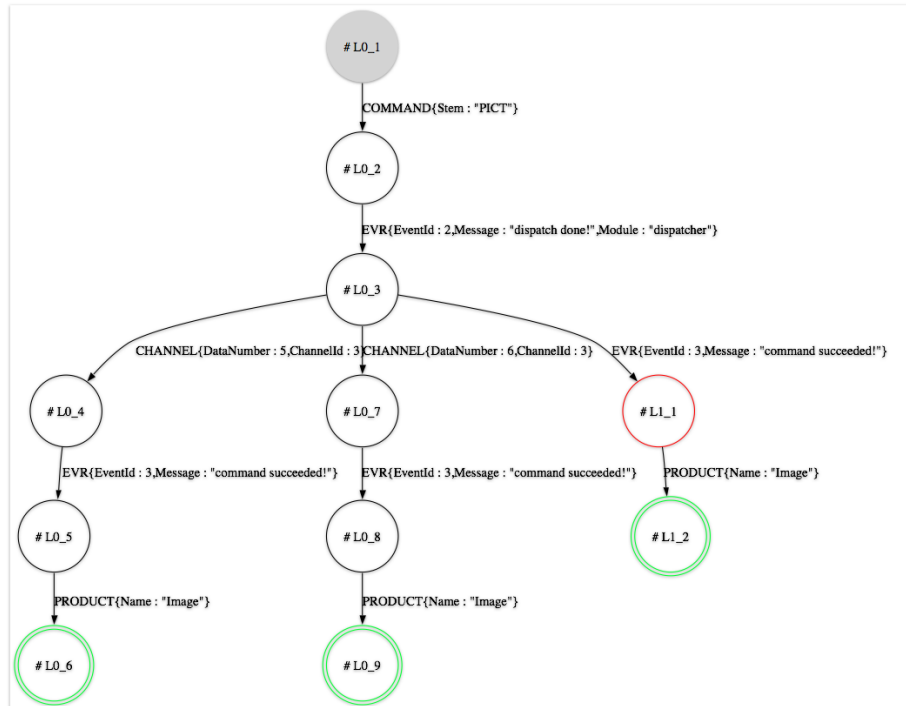 # L0_1
COMMAND{Stem : "PICT"}
# L0_2
EVR{EventId : 2,Message : "dispatch done!",Module : "dispatcher"}
# L0_3
CHANNEL{DataNumber : 5,ChannelId : 3}
CHANNEL{DataNumber : 6,ChannelId : 3}
EVR{EventId : 3,Message : "command succeeded!"}
# L0_4
# L0_7
# L1_1
EVR{EventId : 3,Message : "command succeeded!"}
EVR{EventId : 3,Message : "command succeeded!"}
PRODUCT{Name : "Image"}
# L0_5
# L0_8
# L1_2
PRODUCT{Name : "Image"}
PRODUCT{Name : "Image"}
# L0_6
# L0_9